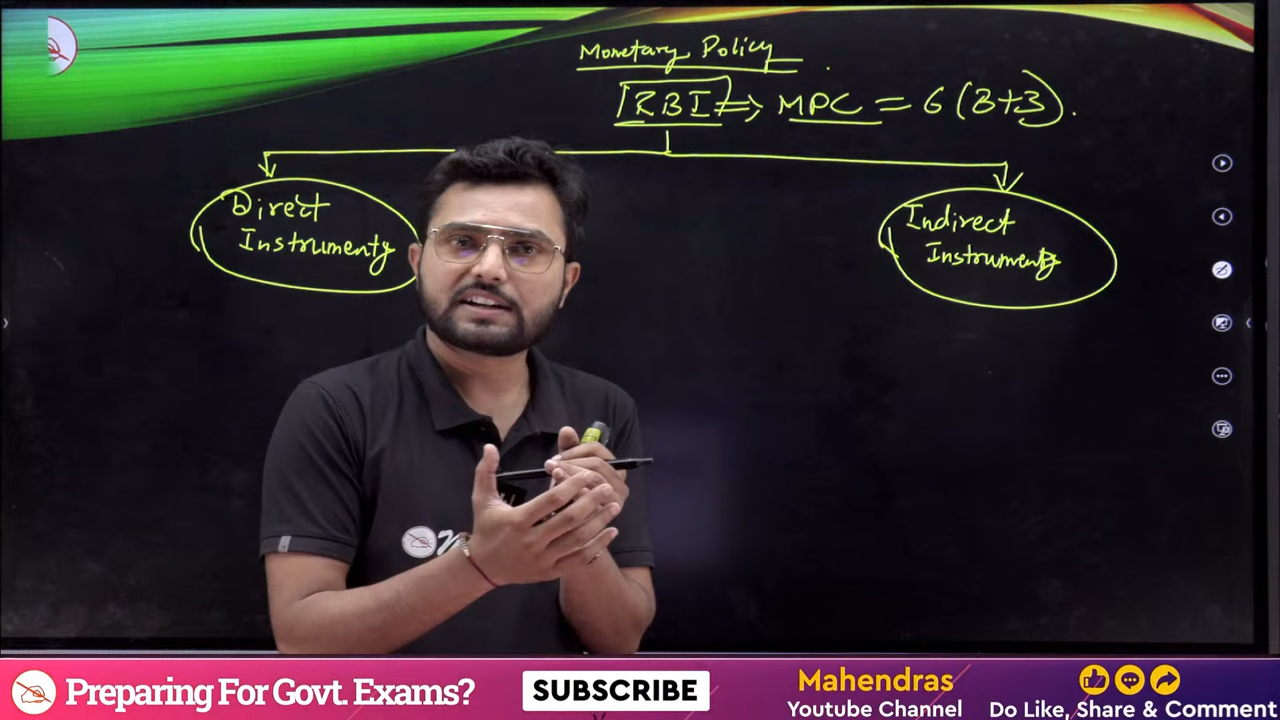 Monetary Policy
RBI => MPC = 6 (3+3).
Direct
Instruments
Indirect
Instruments
Preparing For Govt. Exams?
SUBSCRIBE
Mahendras
YouTube Channel
Do Like, Share & Comment